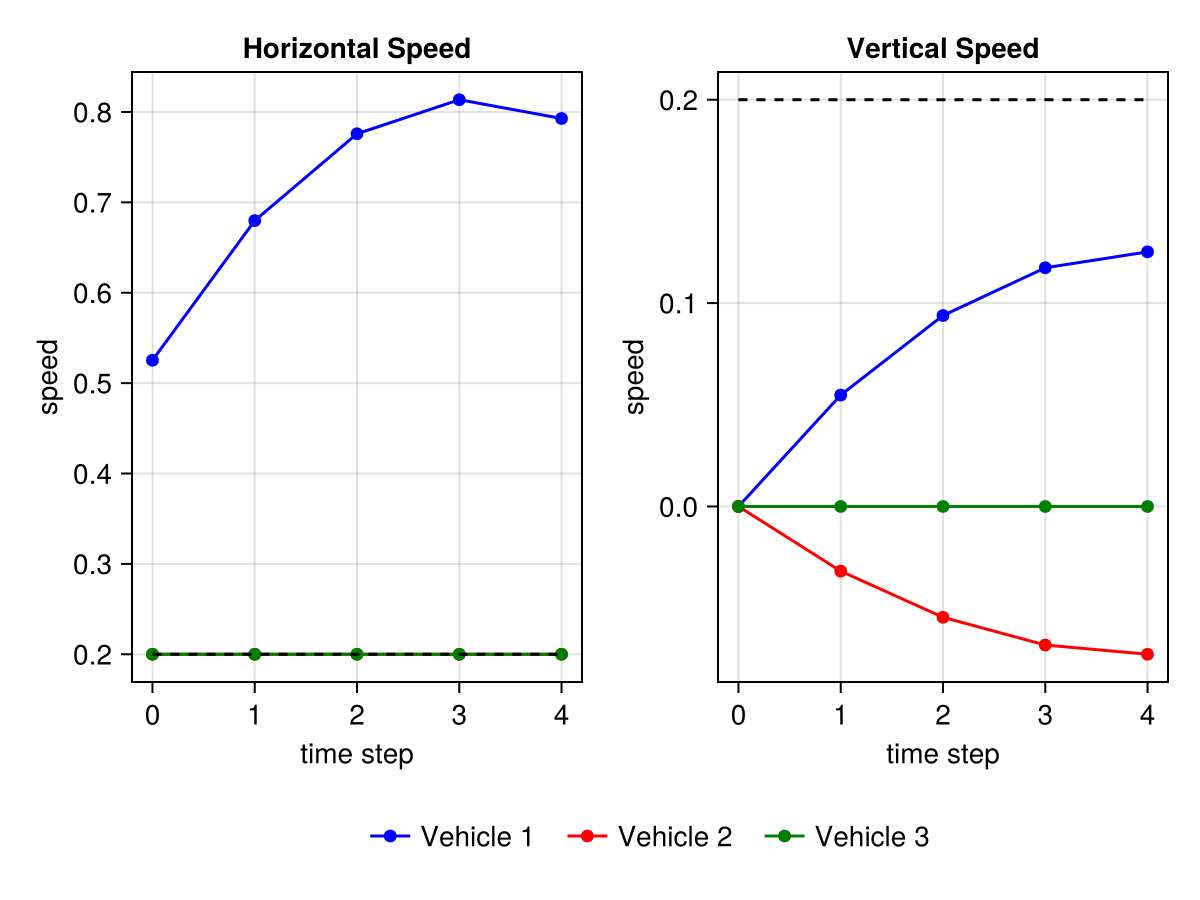 Horizontal Speed
speed
0.8
0.7
0.6
0.5
0.4
0.3
0.2
0 1 2 3 4
time step
Vertical Speed
speed
0.2
0.1
0.0
0 1 2 3 4
time step
Vehicle 1 Vehicle 2 Vehicle 3